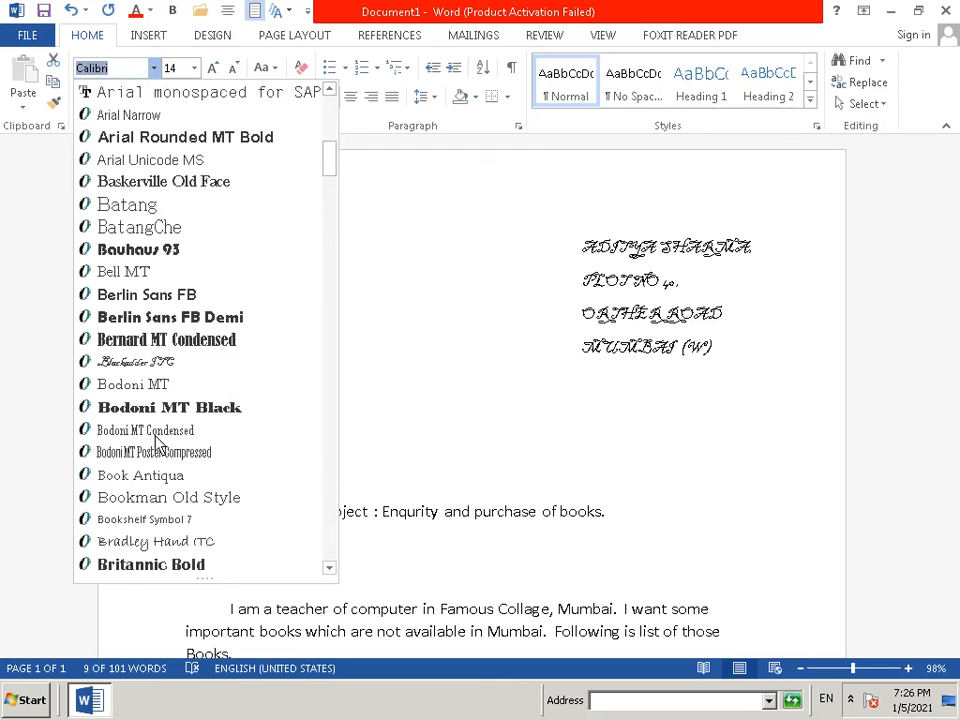 Document1 - Word (Product Activation Failed)
FILE HOME INSERT DESIGN PAGE LAYOUT REFERENCES MAILINGS REVIEW VIEW FOXIT READER PDF Sign in
Calibri 14 Aa
Paste
Clipboard
Paragraph
AaBbCcDc AaBbCcDc AaBbCc AaBbCcD
¶ Normal ¶ No Spac... Heading 1 Heading 2
Styles
Find
Replace
Select
Editing
Arial monospaced for SAP
Arial Narrow
Arial Rounded MT Bold
Arial Unicode MS
Baskerville Old Face
Batang
BatangChe
Bauhaus 93
Bell MT
Berlin Sans FB
Berlin Sans FB Demi
Bernard MT Condensed
Blackadder ITC
Bodoni MT
Bodoni MT Black
Bodoni MT Condensed
Bodoni MT Poster Compressed
Book Antiqua
Bookman Old Style
Bookshelf Symbol 7
Bradley Hand ITC
Britannic Bold
ADITYA SHARMA,
PLOT NO 40,
ORTHER ROAD
MUMBAI (W)
bject : Enqurity and purchase of books.
I am a teacher of computer in Famous Collage, Mumbai. I want some
important books which are not available in Mumbai. Following is list of those
Books.
PAGE 1 OF 1 9 OF 101 WORDS ENGLISH (UNITED STATES) 98%
Start Address EN 7:26 PM
1/5/2021